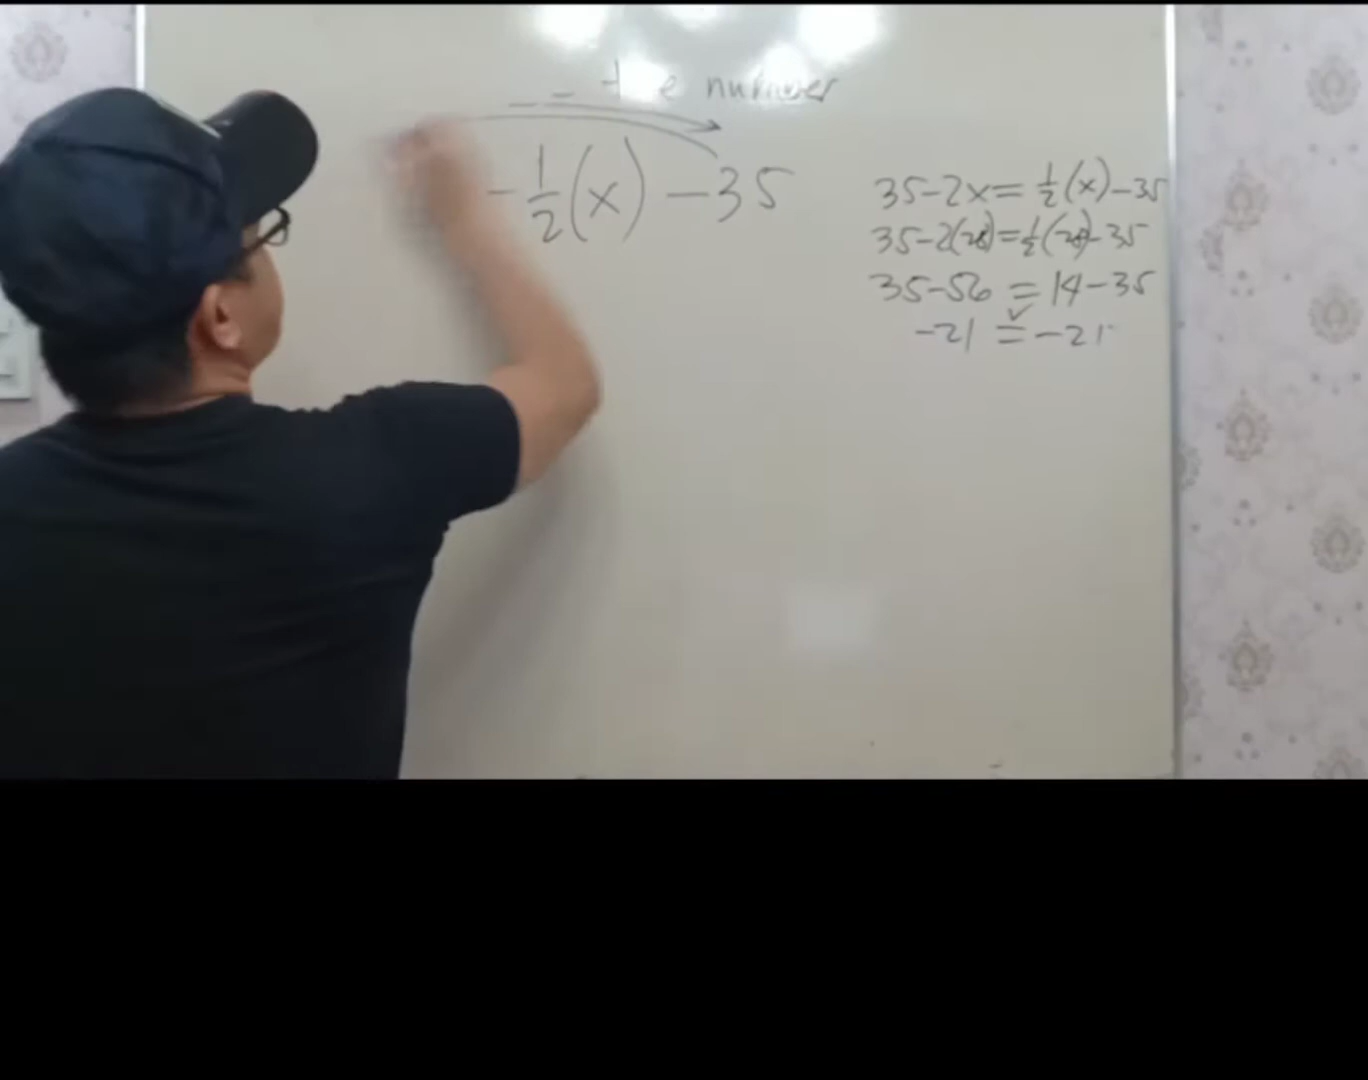 number
-1/2(x) - 35
35-2x=1/2(x)-35
35-2(28)=1/2(28)-35
35-56=14-35
-21=-21